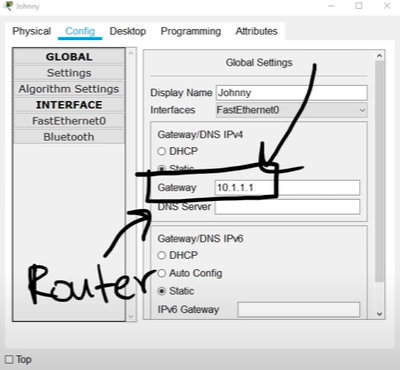 Johnny
Physical Config Desktop Programming Attributes
GLOBAL
Settings
Algorithm Settings
INTERFACE
FastEthernet0
Bluetooth
Global Settings
Display Name Johnny
Interfaces FastEthernet0
Gateway/DNS IPv4
DHCP
Static
Gateway 10.1.1.1
DNS Server
Gateway/DNS IPv6
DHCP
Auto Config
Static
IPv6 Gateway
Router
Top